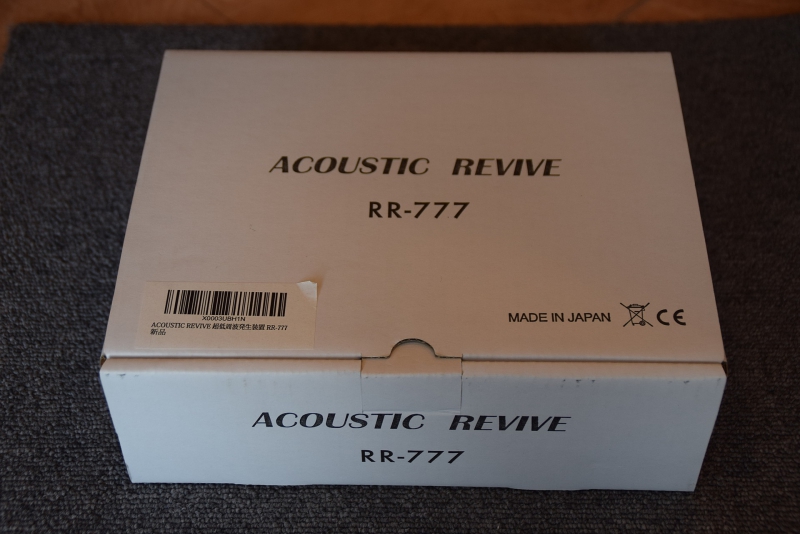 ACOUSTIC REVIVE
RR-777
X0003UBH1N
ACOUSTIC REVIVE 超低周波発生装置 RR-777
新品
MADE IN JAPAN CE
ACOUSTIC REVIVE
RR-777